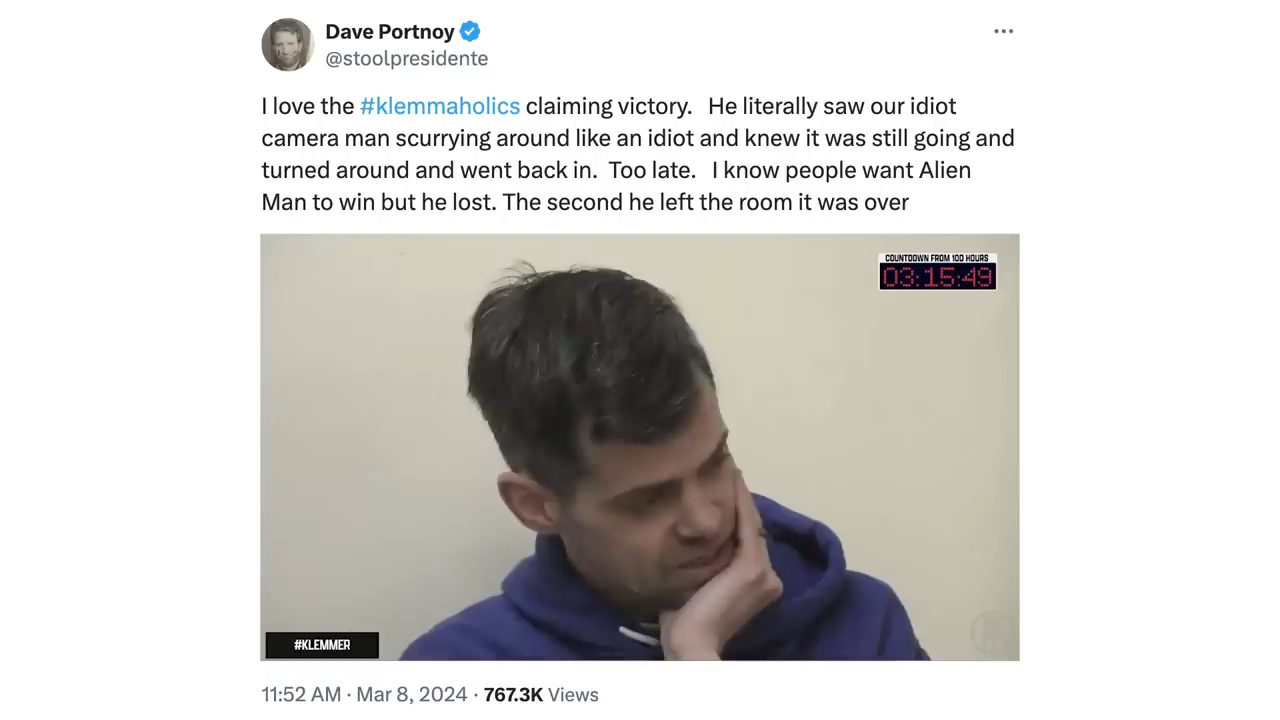 Dave Portnoy
@stoolpresidente
I love the #klemmaholics claiming victory.   He literally saw our idiot
camera man scurrying around like an idiot and knew it was still going and
turned around and went back in.  Too late.   I know people want Alien
Man to win but he lost. The second he left the room it was over
COUNTDOWN FROM 100 HOURS
03:15:49
#KLEMMER
11:52 AM · Mar 8, 2024 · 767.3K Views